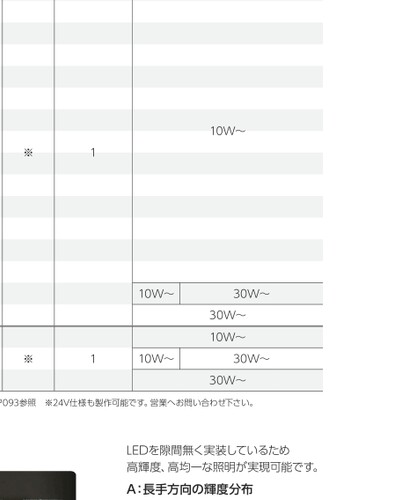 10W～
※ 1
10W～ 30W～
30W～
10W～
※ 1 10W～ 30W～
30W～
P093参照　※24V仕様も製作可能です。営業へお問い合わせ下さい。
LEDを隙間無く実装しているため
高輝度、高均一な照明が実現可能です。
A：長手方向の輝度分布